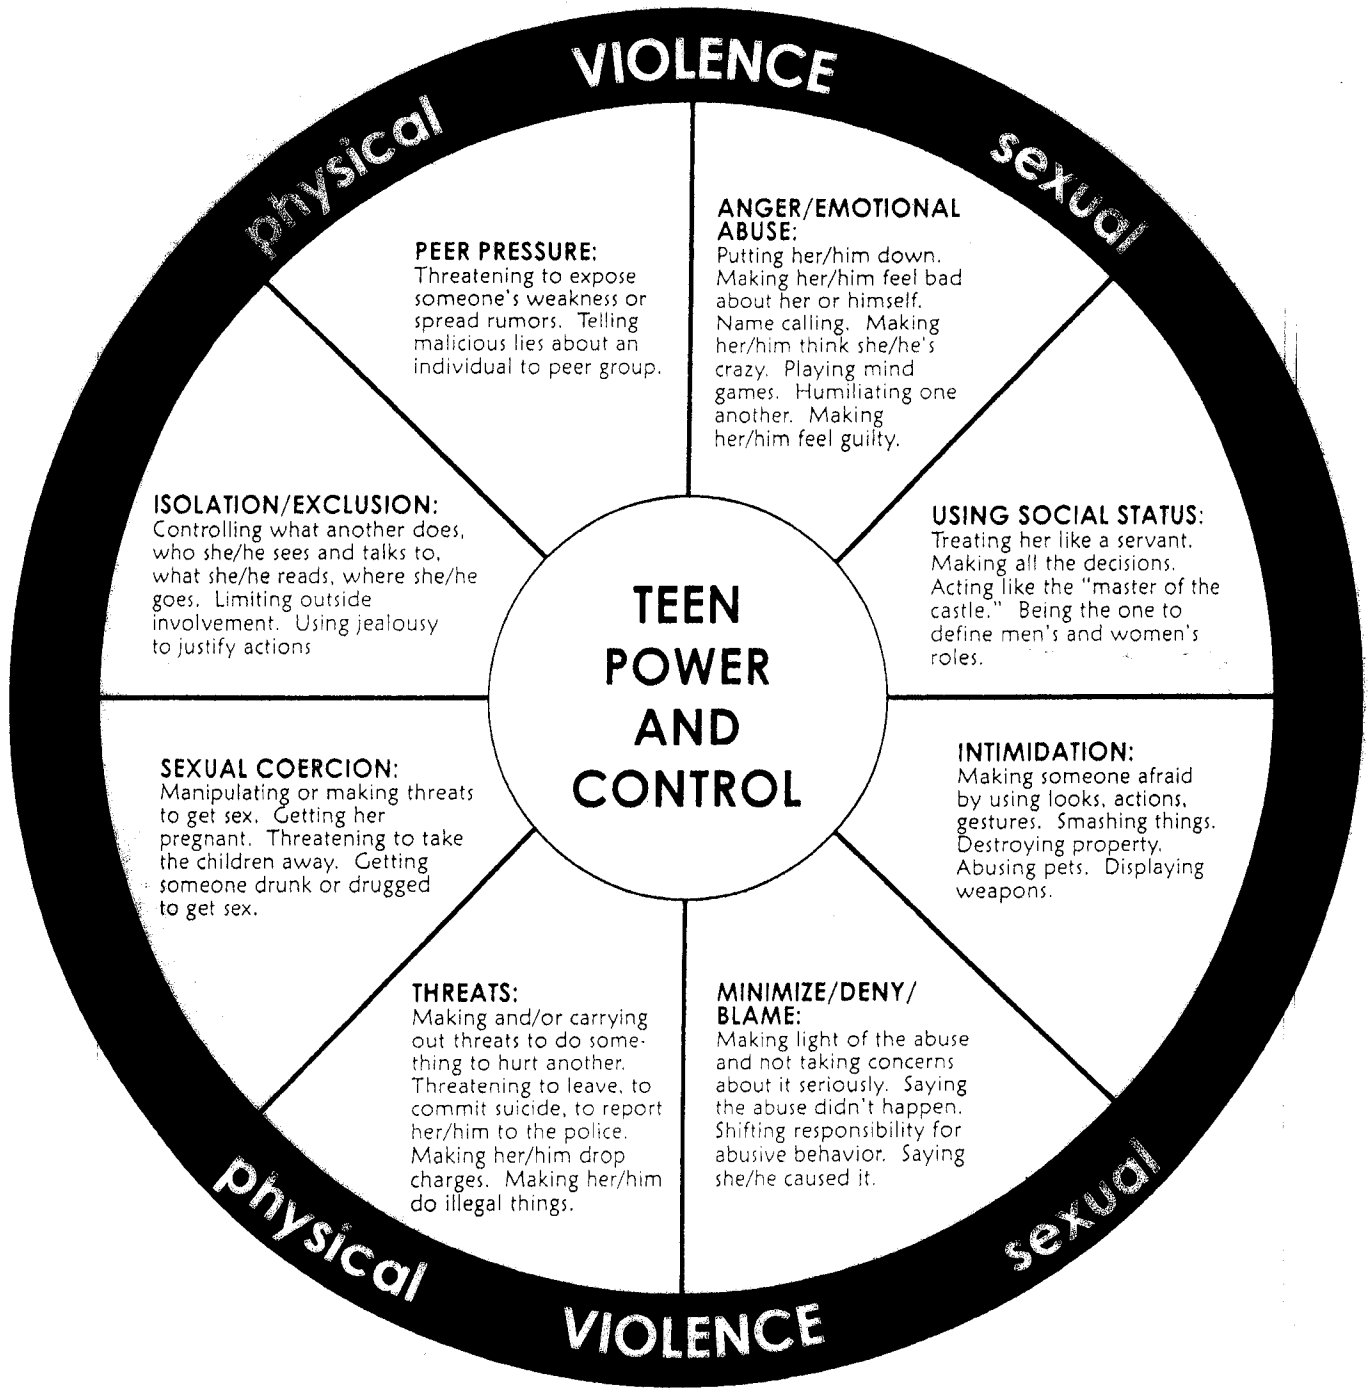 VIOLENCE
physical
sexual
PEER PRESSURE:
Threatening to expose
someone's weakness or
spread rumors. Telling
malicious lies about an
individual to peer group.
ANGER/EMOTIONAL
ABUSE:
Putting her/him down.
Making her/him feel bad
about her or himself.
Name calling. Making
her/him think she/he's
crazy. Playing mind
games. Humiliating one
another. Making
her/him feel guilty.
ISOLATION/EXCLUSION:
Controlling what another does,
who she/he sees and talks to,
what she/he reads, where she/he
goes. Limiting outside
involvement. Using jealousy
to justify actions
USING SOCIAL STATUS:
Treating her like a servant.
Making all the decisions.
Acting like the "master of the
castle." Being the one to
define men's and women's
roles.
TEEN
POWER
AND
CONTROL
SEXUAL COERCION:
Manipulating or making threats
to get sex. Getting her
pregnant. Threatening to take
the children away. Getting
someone drunk or drugged
to get sex.
INTIMIDATION:
Making someone afraid
by using looks, actions,
gestures. Smashing things.
Destroying property.
Abusing pets. Displaying
weapons.
THREATS:
Making and/or carrying
out threats to do some-
thing to hurt another.
Threatening to leave, to
commit suicide, to report
her/him to the police.
Making her/him drop
charges. Making her/him
do illegal things.
MINIMIZE/DENY/
BLAME:
Making light of the abuse
and not taking concerns
about it seriously. Saying
the abuse didn't happen.
Shifting responsibility for
abusive behavior. Saying
she/he caused it.
physical
sexual
VIOLENCE